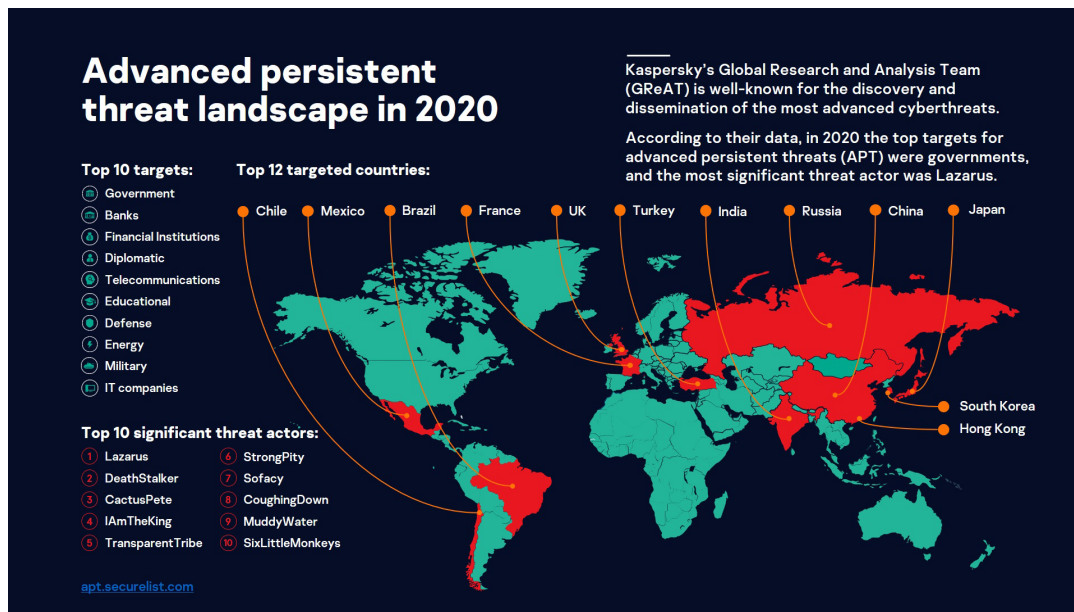 Advanced persistent
threat landscape in 2020
Kaspersky's Global Research and Analysis Team
(GReAT) is well-known for the discovery and
dissemination of the most advanced cyberthreats.
According to their data, in 2020 the top targets for
advanced persistent threats (APT) were governments,
and the most significant threat actor was Lazarus.
Top 10 targets:
Government
Banks
Financial Institutions
Diplomatic
Telecommunications
Educational
Defense
Energy
Military
IT companies
Top 12 targeted countries:
Chile
Mexico
Brazil
France
UK
Turkey
India
Russia
China
Japan
South Korea
Hong Kong
Top 10 significant threat actors:
1 Lazarus
2 DeathStalker
3 CactusPete
4 IAmTheKing
5 TransparentTribe
6 StrongPity
7 Sofacy
8 CoughingDown
9 MuddyWater
10 SixLittleMonkeys
apt.securelist.com